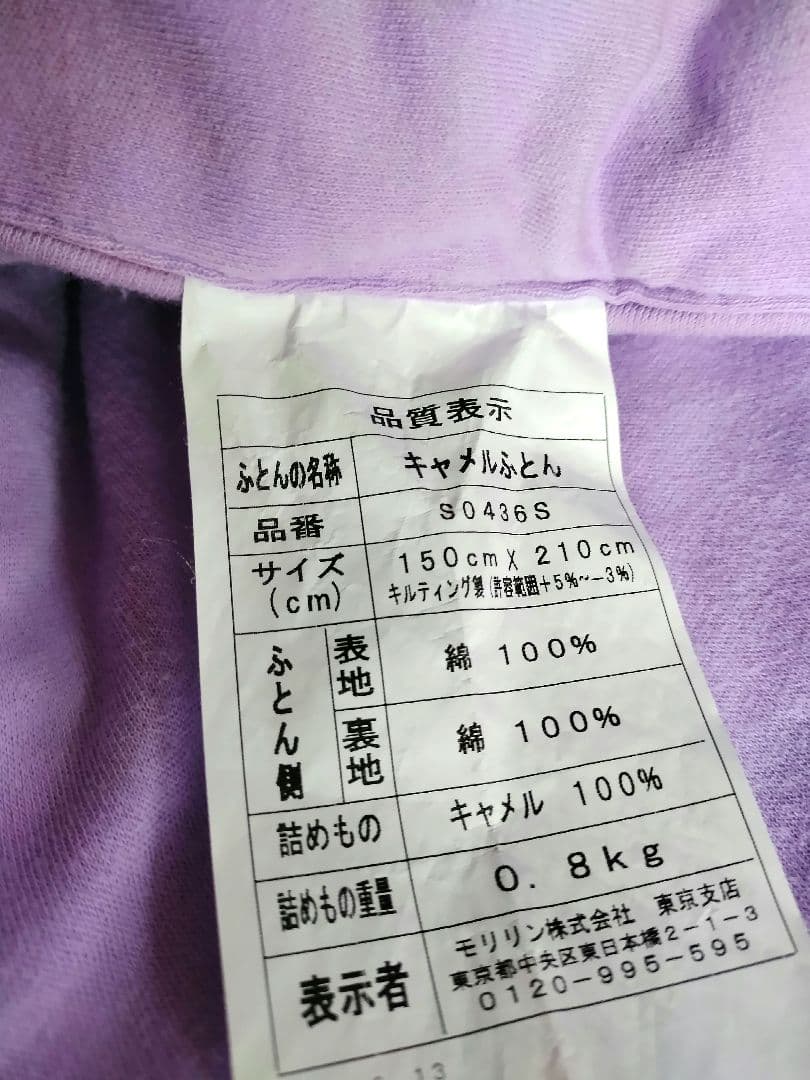 品質表示
ふとんの名称 キャメルふとん
品番 S0436S
サイズ(cm) 150cm X 210cm
キルティング製(許容範囲+5%~-3%)
ふとん側 表地 綿 100%
裏地 綿 100%
詰めもの キャメル 100%
詰めもの重量 0.8kg
表示者 モリリン株式会社 東京支店
東京都中央区東日本橋2-1-3
0120-995-595
13